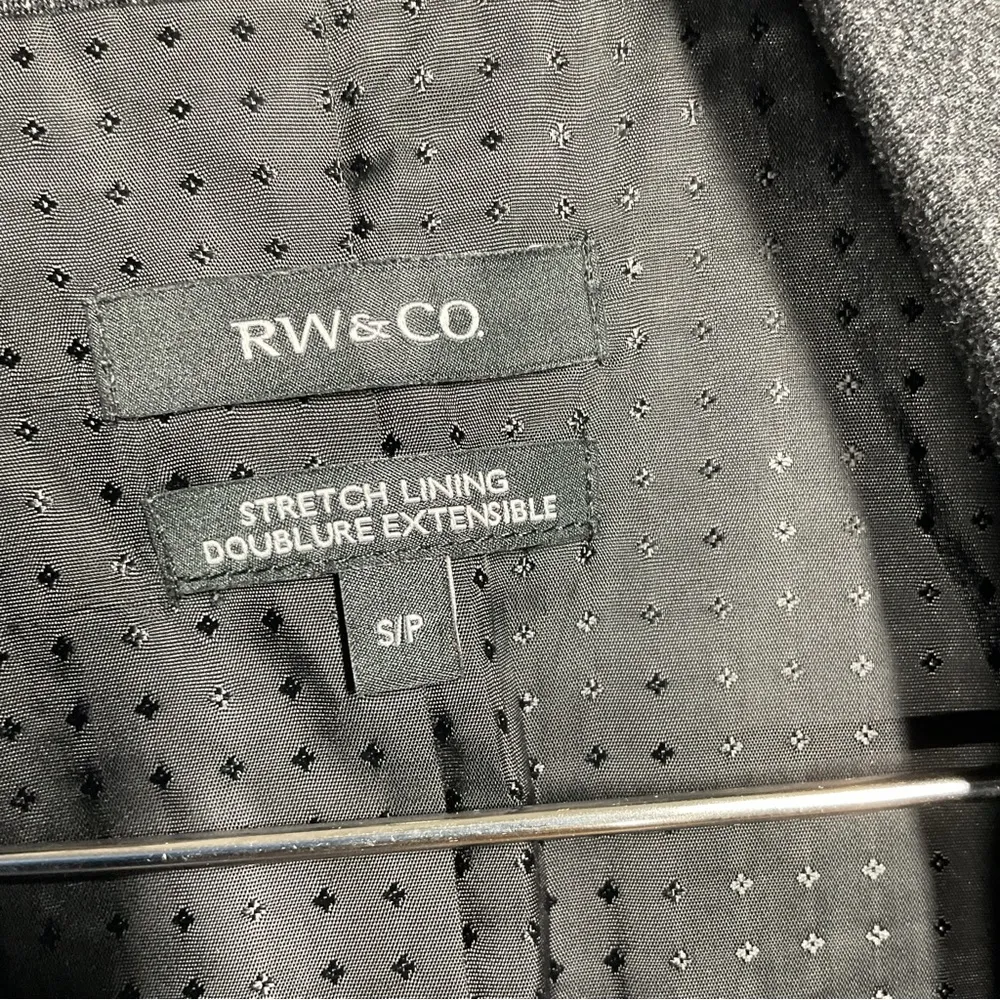 RW&CO.
STRETCH LINING
DOUBLURE EXTENSIBLE
S/P